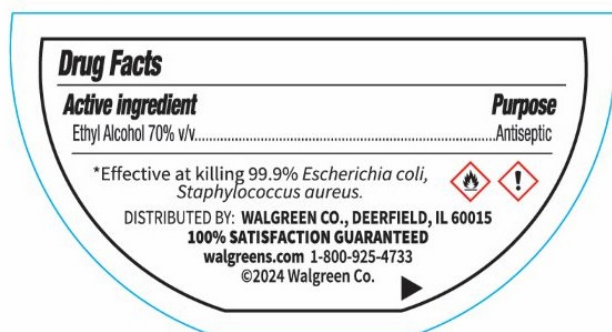 Drug Facts
Active ingredient Purpose
Ethyl Alcohol 70% v/v............................................................................Antiseptic
*Effective at killing 99.9% Escherichia coli,
Staphylococcus aureus.
DISTRIBUTED BY: WALGREEN CO., DEERFIELD, IL 60015
100% SATISFACTION GUARANTEED
walgreens.com 1-800-925-4733
©2024 Walgreen Co.